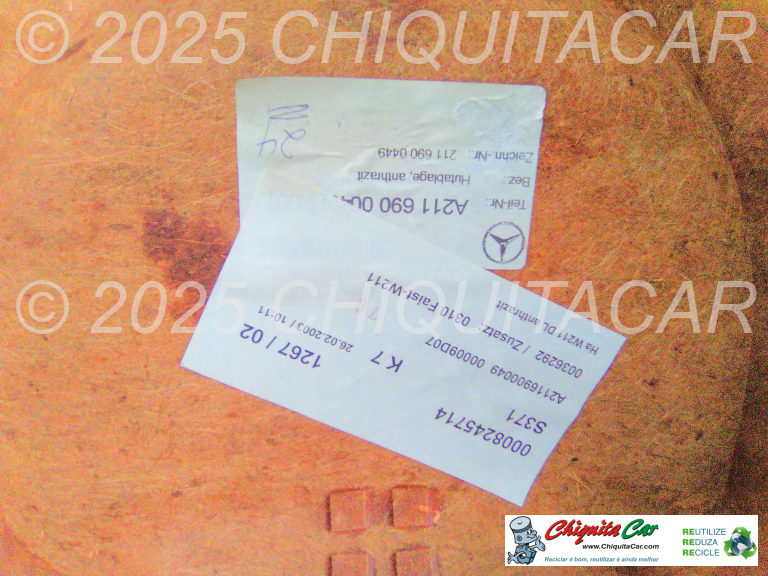 © 2025 CHIQUITACAR
A211 690 00
Teil-Nr.:
Bez.: Hutablage, anthrazit
Zeichn.-Nr.: 211 690 0449
24
© 2025 CHIQUITACAR
0008245714
S371
A2116900049 00009D07
K 7
0036292 / Zusatz: 0310 Falst-W211
Ha W211 DL anthrazit
1267 / 02
26.02.2003 / 10:11
Chiquita Car
www.ChiquitaCar.com
Reciclar é bom, reutilizar é ainda melhor
REUTILIZE
REDUZA
RECICLE